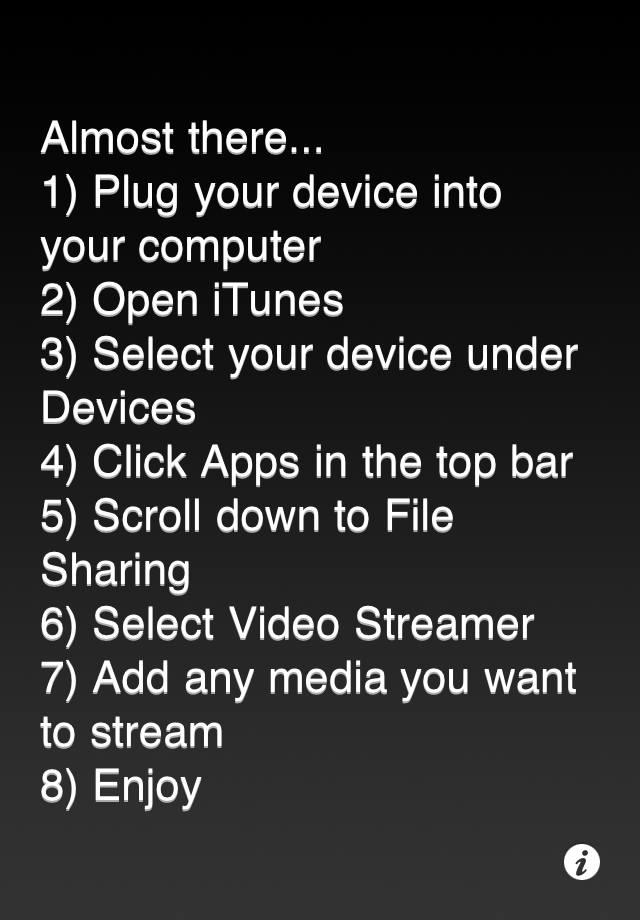 Almost there...
1) Plug your device into
your computer
2) Open iTunes
3) Select your device under
Devices
4) Click Apps in the top bar
5) Scroll down to File
Sharing
6) Select Video Streamer
7) Add any media you want
to stream
8) Enjoy
i